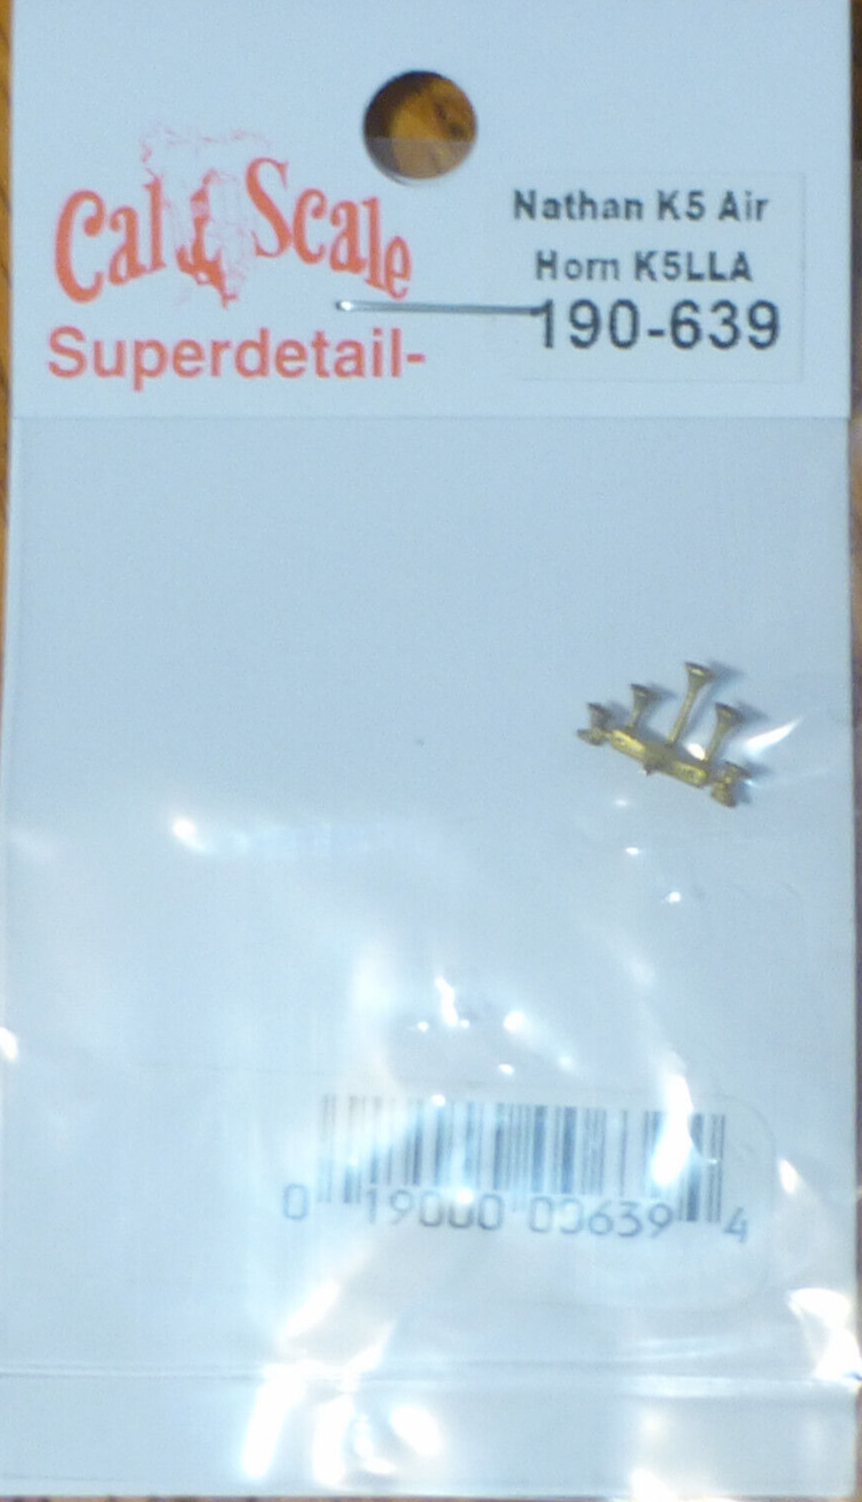 Cal Scale
Superdetail-
Nathan K5 Air
Horn K5LLA
190-639
0 19000 00639 4